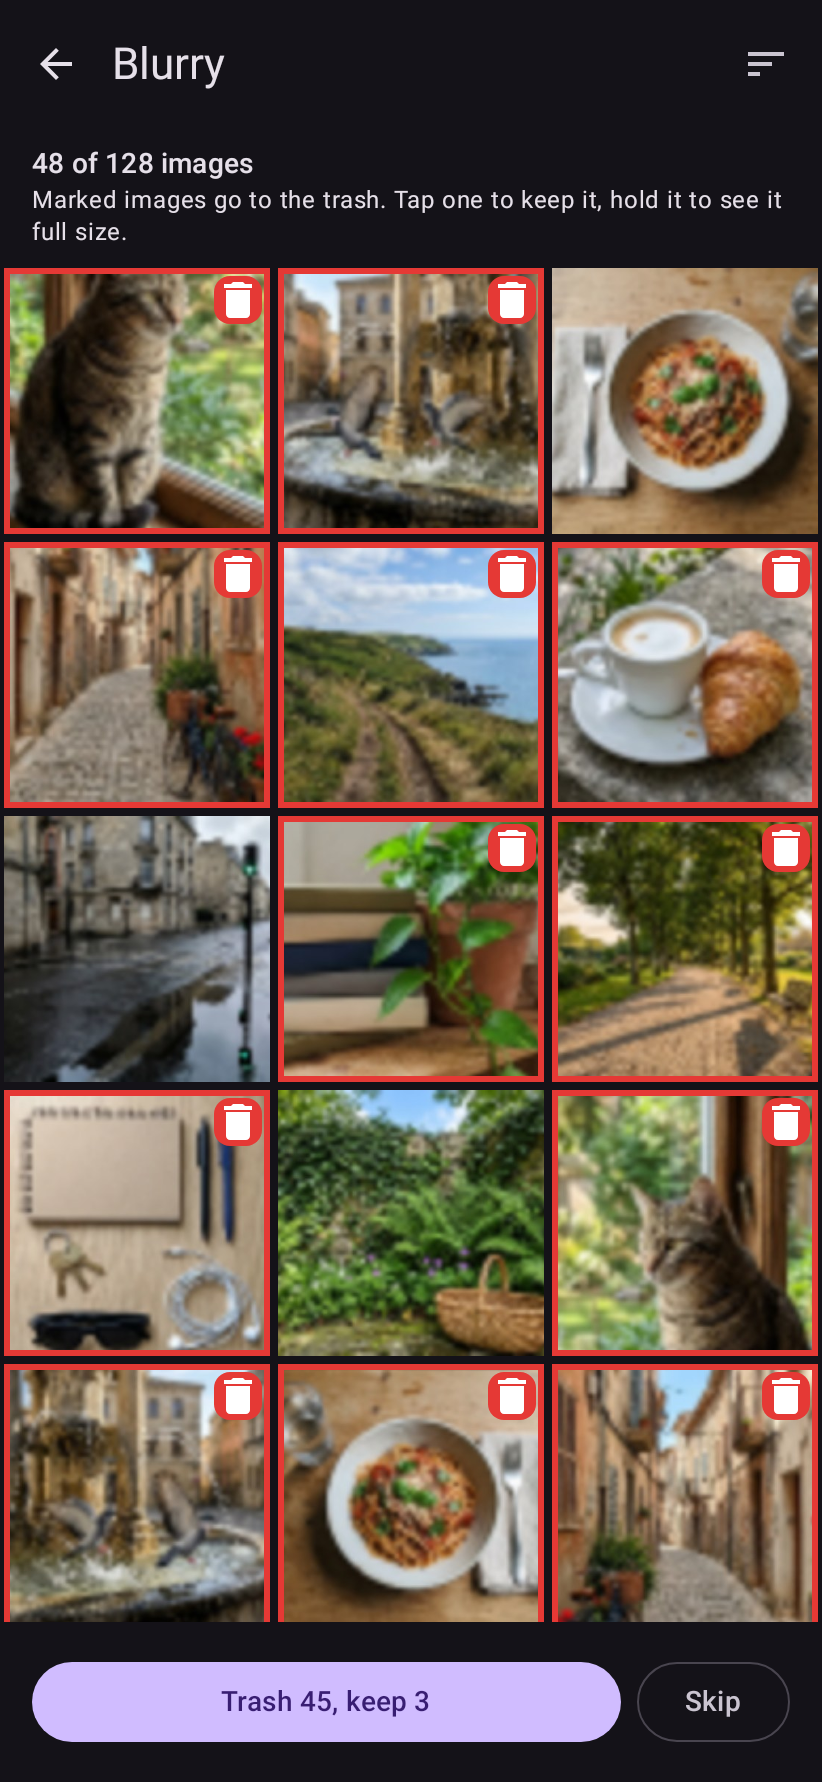 Blurry
48 of 128 images
Marked images go to the trash. Tap one to keep it, hold it to see it
full size.
Trash 45, keep 3
Skip